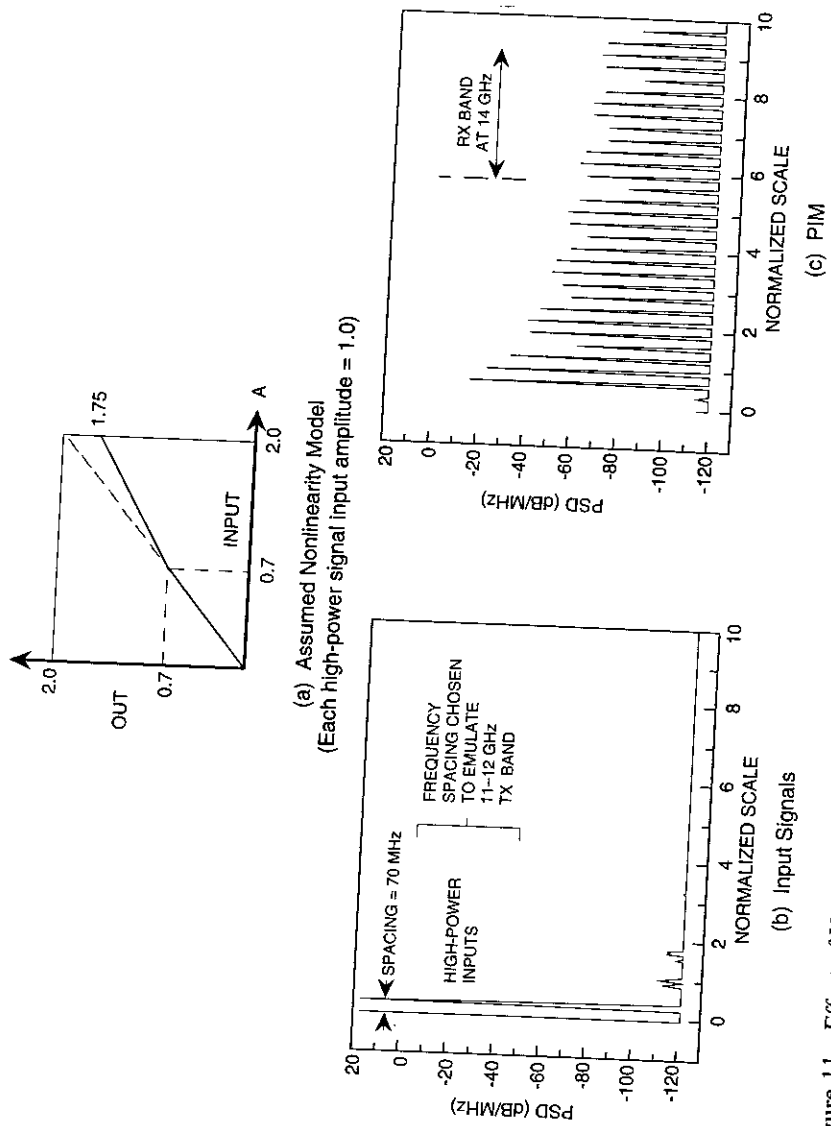 2.0
OUT
0.7
1.75
A
INPUT
0.7
2.0
(a) Assumed Nonlinearity Model
(Each high-power signal input amplitude = 1.0)
20
0
-20
-40
-60
-80
-100
-120
PSD (dB/MHz)
SPACING = 70 MHz
HIGH-POWER
INPUTS
FREQUENCY
SPACING CHOSEN
TO EMULATE
11–12 GHz
TX BAND
0
2
4
6
8
10
NORMALIZED SCALE
(b) Input Signals
20
0
-20
-40
-60
-80
-100
-120
PSD (dB/MHz)
RX BAND
AT 14 GHz
0
2
4
6
8
10
NORMALIZED SCALE
(c) PIM